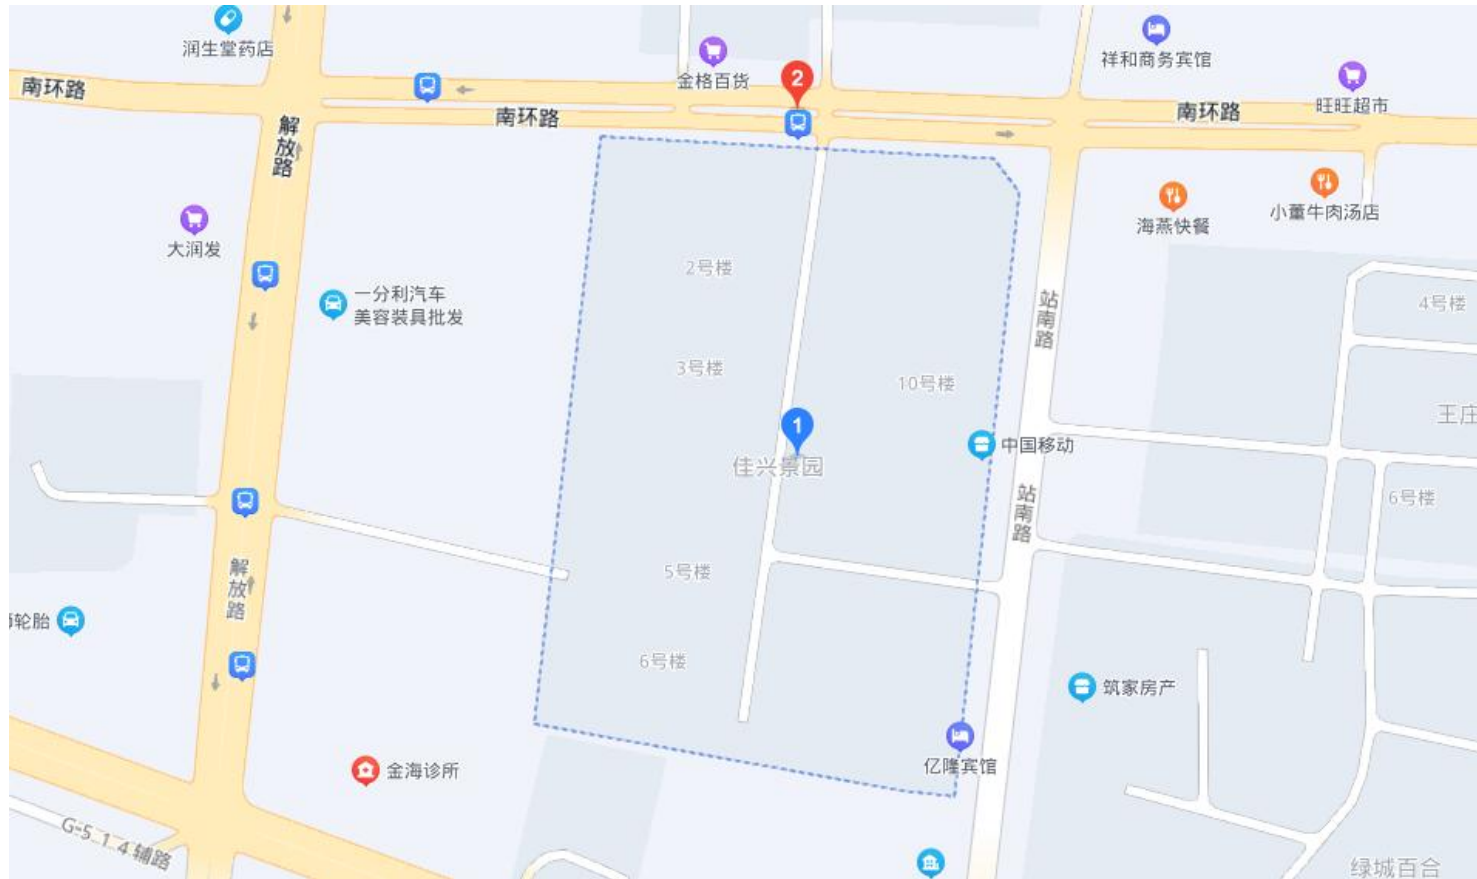 润生堂药店
金格百货
2
祥和商务宾馆
旺旺超市
南环路
南环路
南环路
解放路
海燕快餐
小董牛肉汤店
大润发
2号楼
一分利汽车
美容装具批发
站南路
4号楼
3号楼
10号楼
王庄
1
中国移动
佳兴景园
站南路
6号楼
解放路
5号楼
轮胎
6号楼
筑家房产
金海诊所
亿隆宾馆
G-5 1 4 辅路
绿城百合